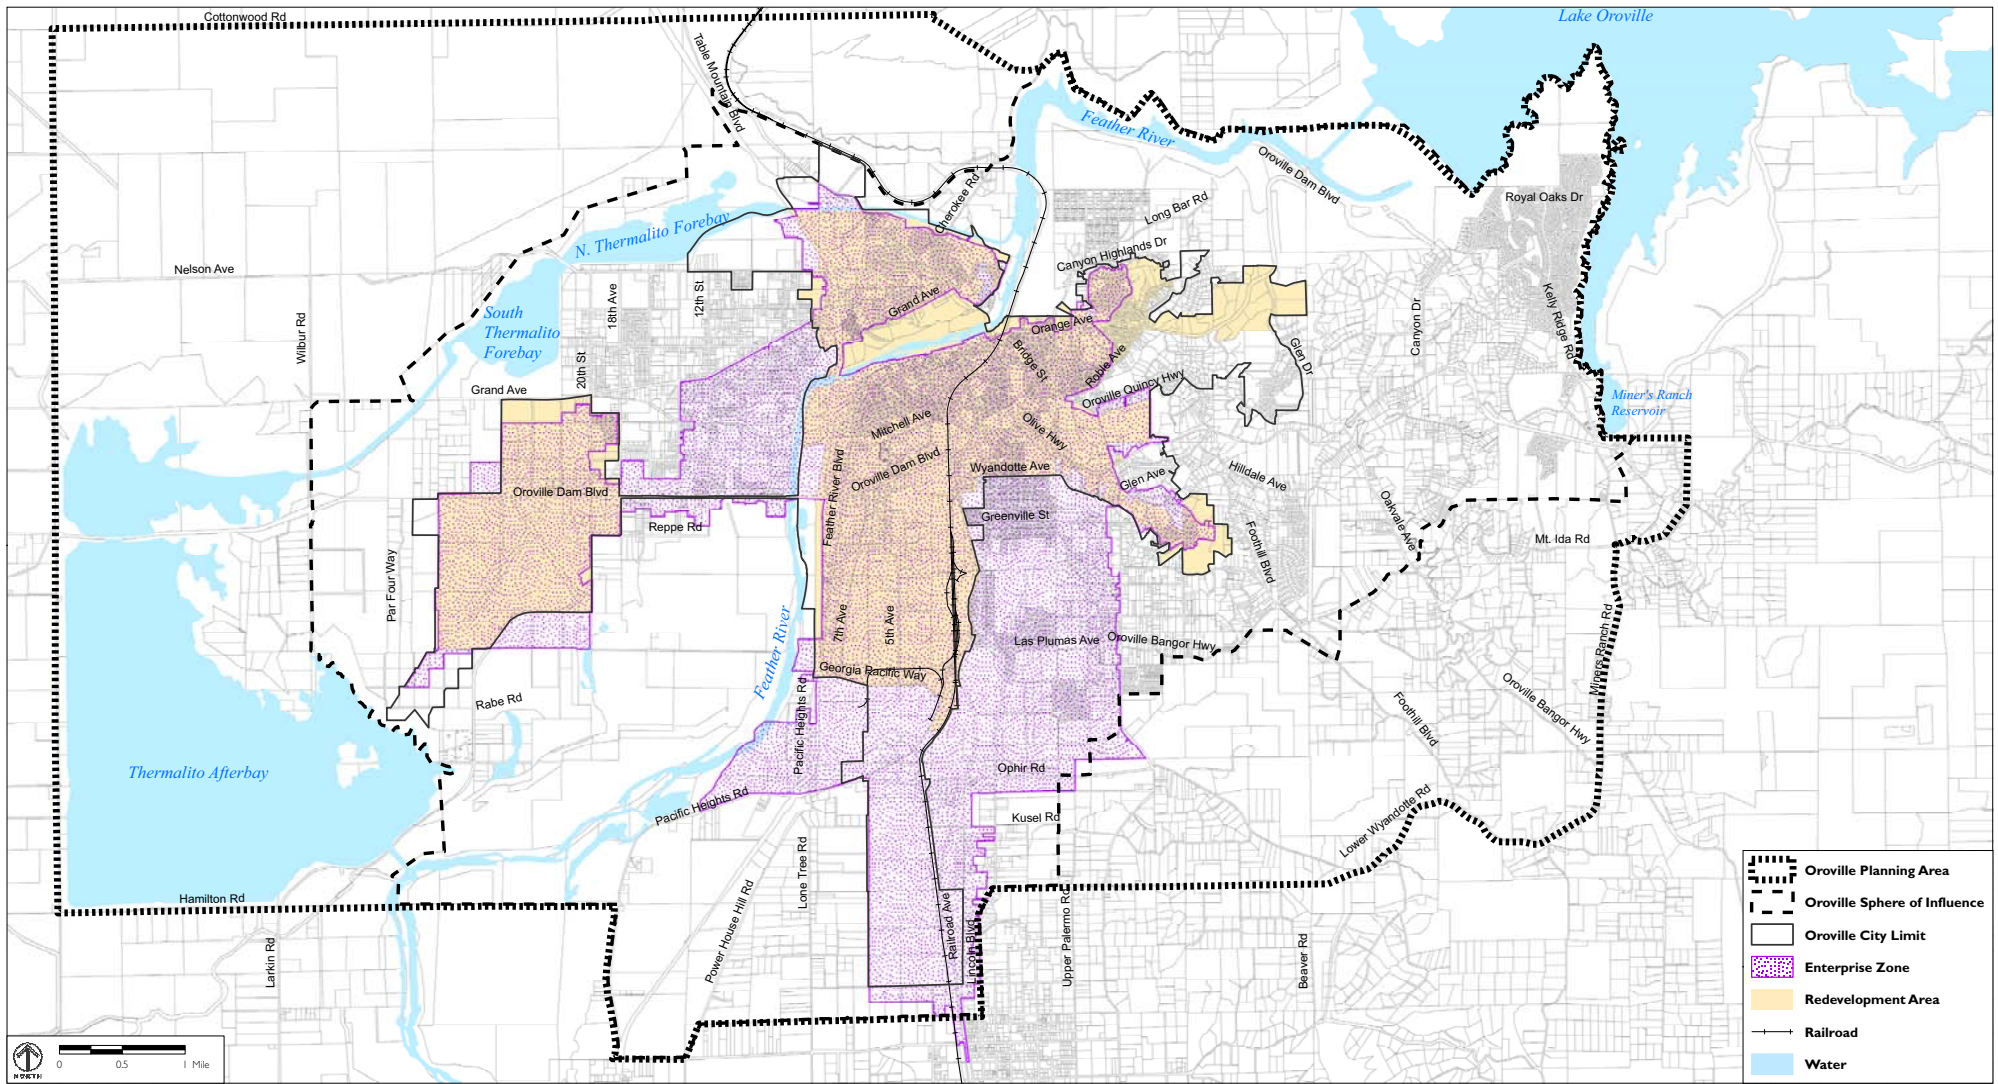 Cottonwood Rd
Lake Oroville
Table Mountain Blvd
Feather River
Oroville Dam Blvd
Cherokee Rd
Long Bar Rd
Royal Oaks Dr
N. Thermalito Forebay
Canyon Highlands Dr
Nelson Ave
18th Ave
12th St
Grand Ave
Kelly Ridge Rd
Canyon Dr
South
Thermalito
Forebay
Wilbur Rd
Orange Ave
Bridge St
Roble Ave
Glen Dr
20th St
Grand Ave
Oroville Quincy Hwy
Miner's Ranch
Reservoir
Mitchell Ave
Olive Hwy
Oroville Dam Blvd
Wyandotte Ave
Glen Ave
Hilldale Ave
Feather River Blvd
Oroville Dam Blvd
Reppe Rd
Greenville St
Oakvale Ave
Foothill Blvd
Mt. Ida Rd
Par Four Way
7th Ave
5th Ave
Las Plumas Ave
Oroville Bangor Hwy
Miners Ranch Rd
Feather River
Georgia Pacific Way
Rabe Rd
Pacific Heights Rd
Foothill Blvd
Oroville Bangor Hwy
Thermalito Afterbay
Ophir Rd
Pacific Heights Rd
Kusel Rd
Lower Wyandotte Rd
Lone Tree Rd
Hamilton Rd
Power House Hill Rd
Railroad Ave
Lincoln Blvd
Upper Palermo Rd
Beaver Rd
Larkin Rd
Oroville Planning Area
Oroville Sphere of Influence
Oroville City Limit
Enterprise Zone
Redevelopment Area
Railroad
Water
NORTH
0 0.5 1 Mile